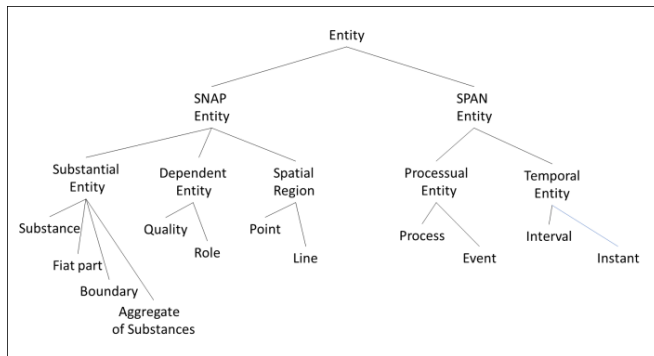 Entity
SNAP
Entity
SPAN
Entity
Substantial
Entity
Dependent
Entity
Spatial
Region
Processual
Entity
Temporal
Entity
Substance
Fiat part
Boundary
Aggregate
of Substances
Quality
Role
Point
Line
Process
Event
Interval
Instant